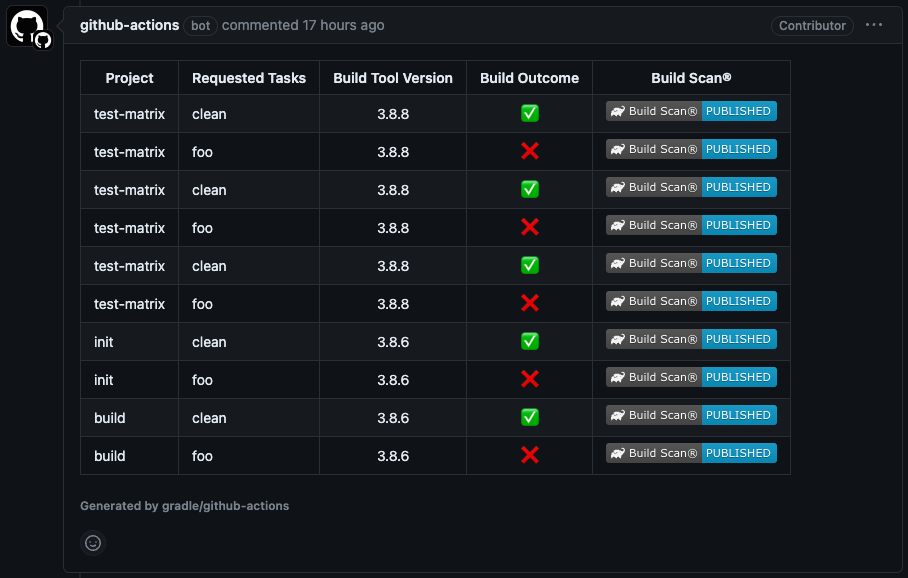 github-actions bot commented 17 hours ago Contributor
Project Requested Tasks Build Tool Version Build Outcome Build Scan®
test-matrix clean 3.8.8 Build Scan® PUBLISHED
test-matrix foo 3.8.8 Build Scan® PUBLISHED
test-matrix clean 3.8.8 Build Scan® PUBLISHED
test-matrix foo 3.8.8 Build Scan® PUBLISHED
test-matrix clean 3.8.8 Build Scan® PUBLISHED
test-matrix foo 3.8.8 Build Scan® PUBLISHED
init clean 3.8.6 Build Scan® PUBLISHED
init foo 3.8.6 Build Scan® PUBLISHED
build clean 3.8.6 Build Scan® PUBLISHED
build foo 3.8.6 Build Scan® PUBLISHED
Generated by gradle/github-actions